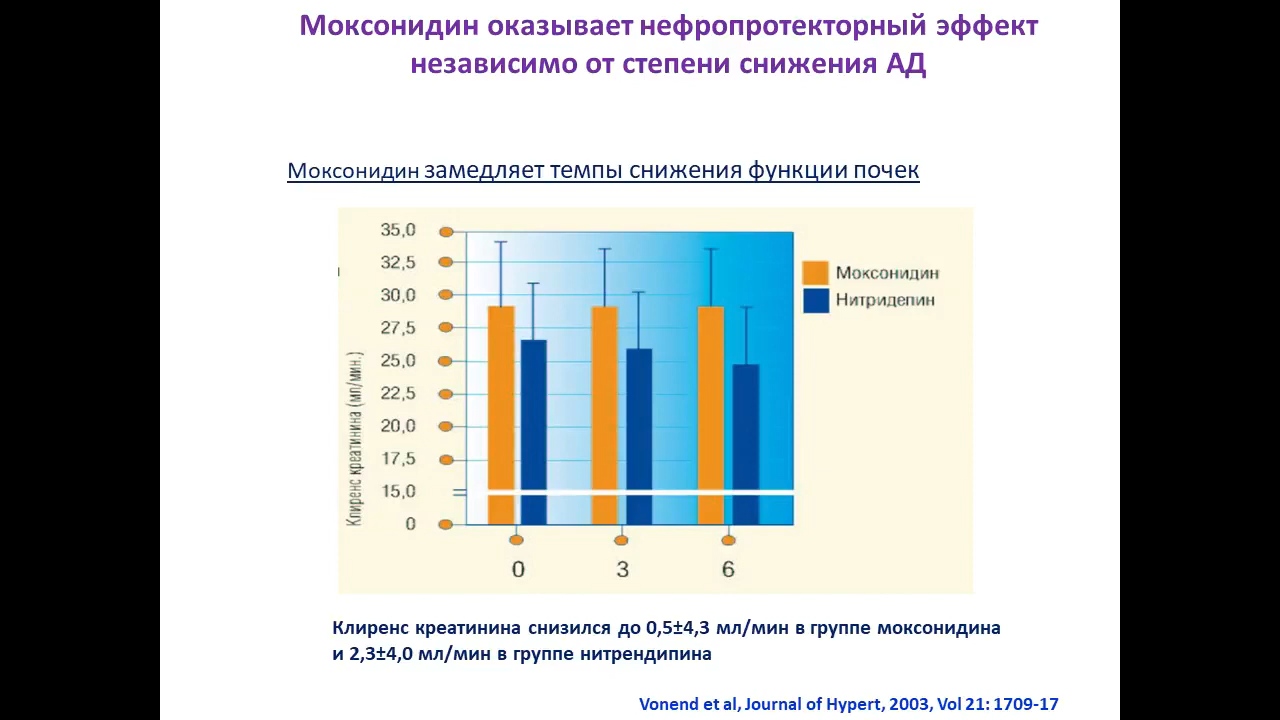 Моксонидин оказывает нефропротекторный эффект
независимо от степени снижения АД
Моксонидин замедляет темпы снижения функции почек
35,0
32,5
30,0
27,5
25,0
22,5
20,0
17,5
15,0
0
Клиренс креатинина (мл/мин.)
0
3
6
Моксонидин
Нитридепин
Клиренс креатинина снизился до 0,5±4,3 мл/мин в группе моксонидина
и 2,3±4,0 мл/мин в группе нитрендипина
Vonend et al, Journal of Hypert, 2003, Vol 21: 1709-17